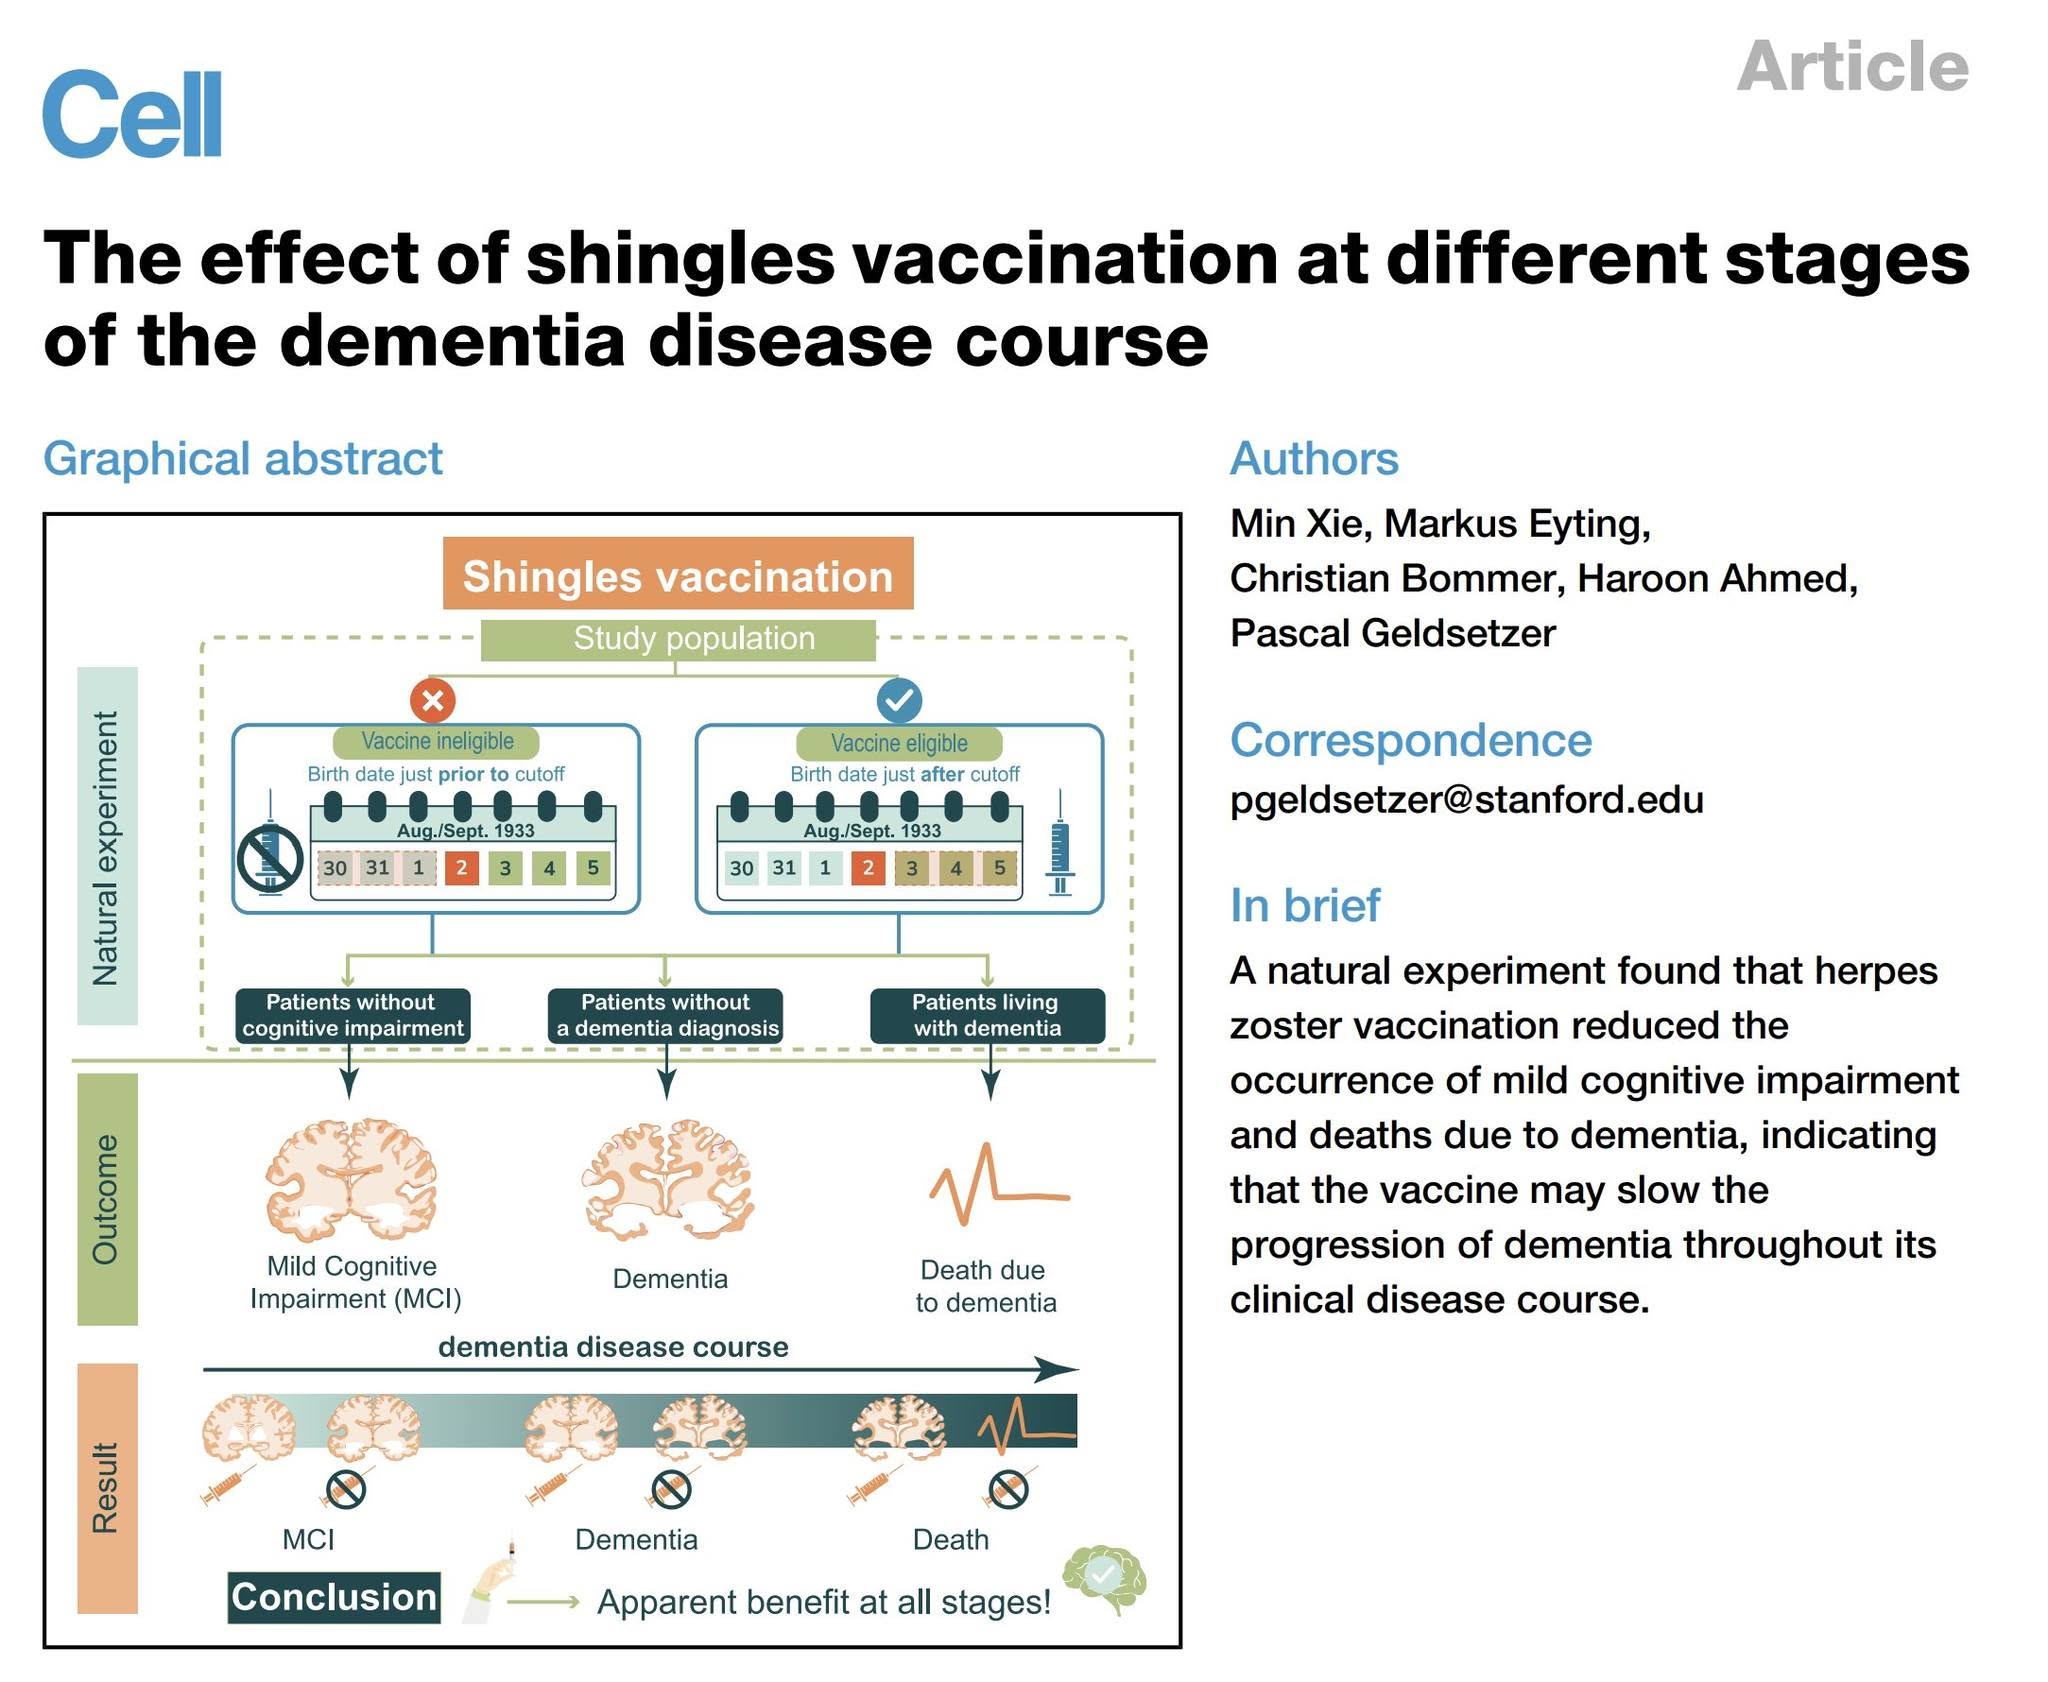 Cell
Article
The effect of shingles vaccination at different stages
of the dementia disease course
Graphical abstract
Shingles vaccination
Study population
Natural experiment
Vaccine ineligible
Birth date just prior to cutoff
Aug./Sept. 1933
30 31 1 2 3 4 5
Vaccine eligible
Birth date just after cutoff
Aug./Sept. 1933
30 31 1 2 3 4 5
Patients without
cognitive impairment
Patients without
a dementia diagnosis
Patients living
with dementia
Outcome
Mild Cognitive
Impairment (MCI)
Dementia
Death due
to dementia
dementia disease course
Result
MCI
Dementia
Death
Conclusion
Apparent benefit at all stages!
Authors
Min Xie, Markus Eyting,
Christian Bommer, Haroon Ahmed,
Pascal Geldsetzer
Correspondence
pgeldsetzer@stanford.edu
In brief
A natural experiment found that herpes
zoster vaccination reduced the
occurrence of mild cognitive impairment
and deaths due to dementia, indicating
that the vaccine may slow the
progression of dementia throughout its
clinical disease course.